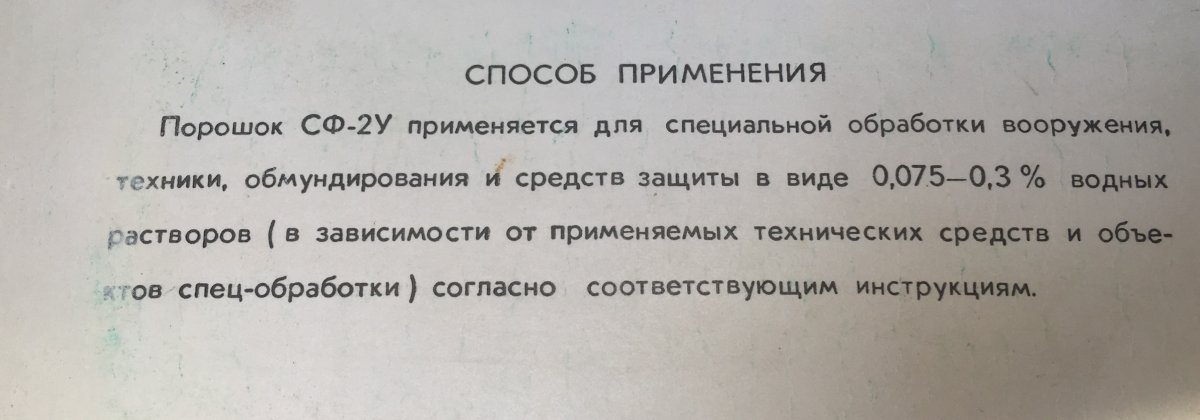 СПОСОБ ПРИМЕНЕНИЯ
Порошок СФ-2У применяется для специальной обработки вооружения,
техники, обмундирования и средств защиты в виде 0,075—0,3 % водных
растворов ( в зависимости от применяемых технических средств и объе-
ктов спец-обработки ) согласно соответствующим инструкциям.